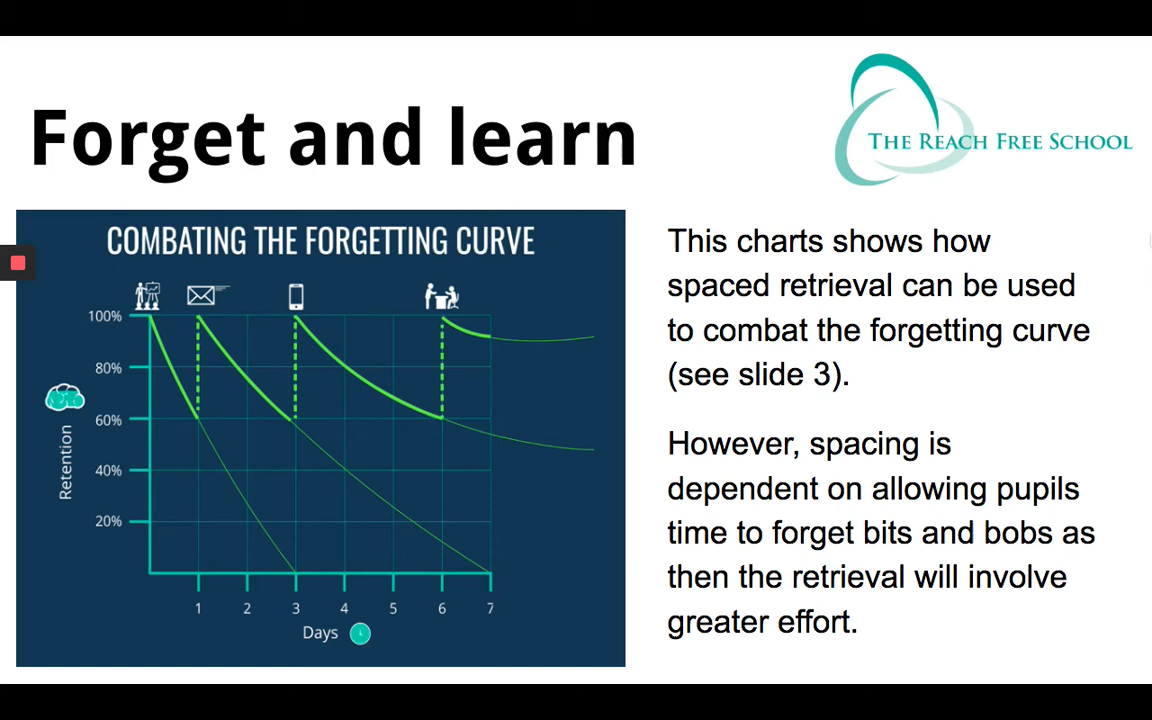 Forget and learn
THE REACH FREE SCHOOL
COMBATING THE FORGETTING CURVE
100%
80%
60%
40%
20%
Retention
1 2 3 4 5 6 7
Days
This charts shows how
spaced retrieval can be used
to combat the forgetting curve
(see slide 3).
However, spacing is
dependent on allowing pupils
time to forget bits and bobs as
then the retrieval will involve
greater effort.